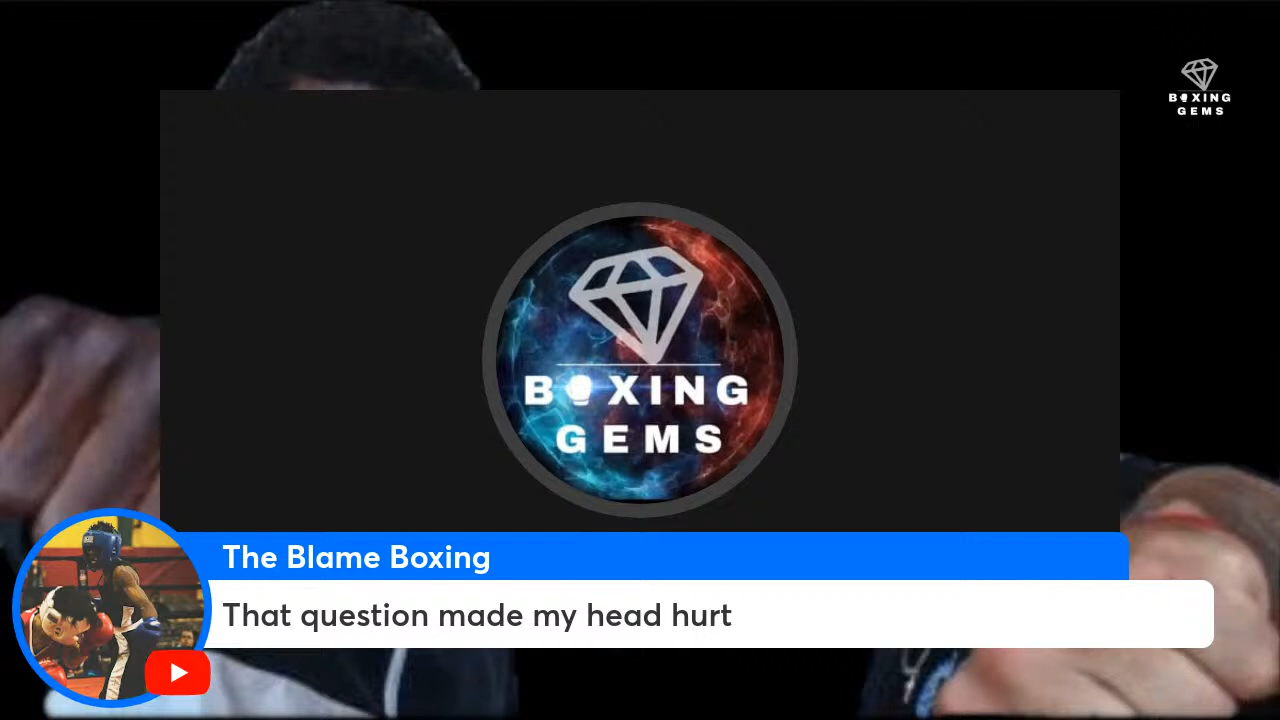 BOXING
GEMS
BOXING
GEMS
The Blame Boxing
That question made my head hurt